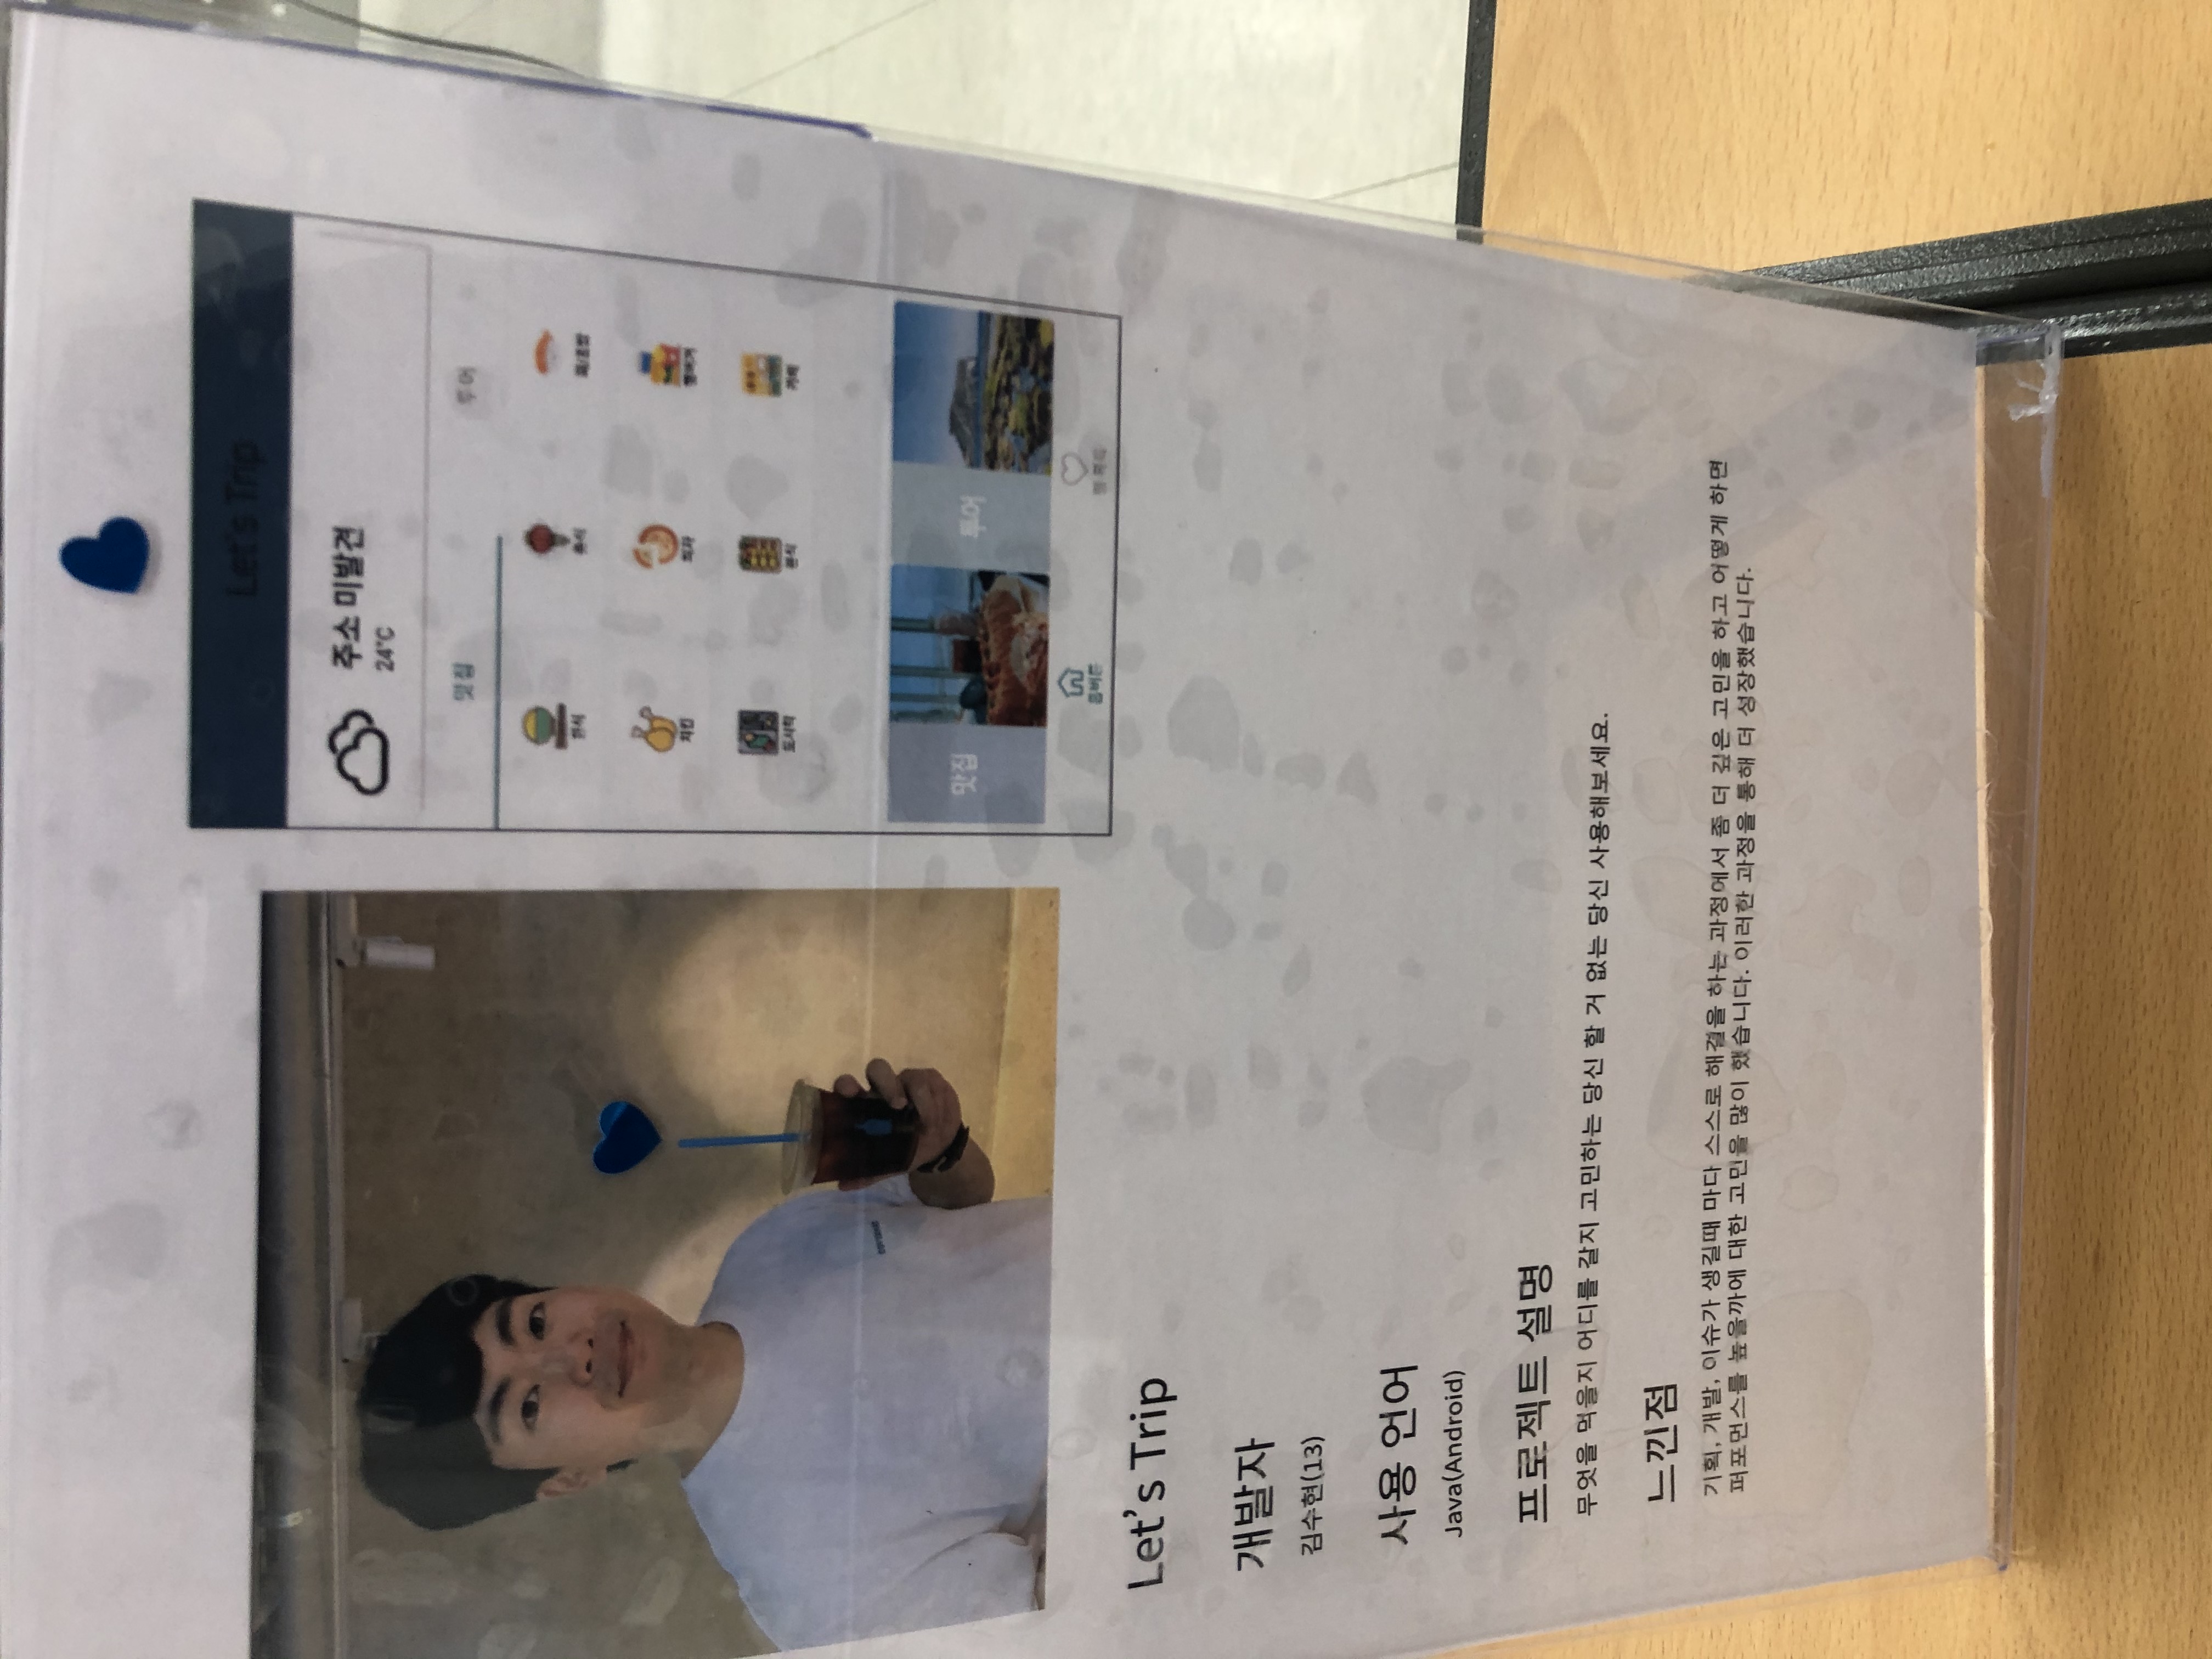 Let's Trip
주소 미발견
24°C
맛집 투어
한식 중식 회/초밥
치킨 피자 햄버거
도시락 분식 카페
맛집 투어
홈버튼
Let's Trip
개발자
김수현(13)
사용 언어
Java(Android)
프로젝트 설명
무엇을 먹을지 어디를 갈지 고민하는 당신 할 거 없는 당신 사용해보세요.
느낀점
기획, 개발, 이슈가 생길때 마다 스스로 해결을 하는 과정에서 좀 더 깊은 고민을 하고 어떻게 하면
퍼포먼스를 높을까에 대한 고민을 많이 했습니다. 이러한 과정을 통해 더 성장했습니다.